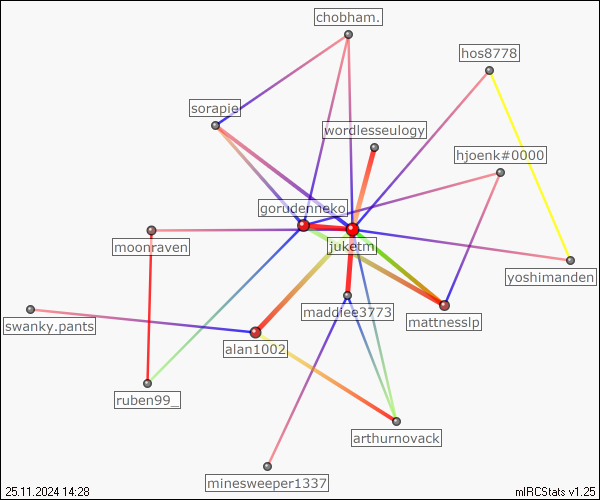 chobham.
hos8778
sorapie
wordlesseulogy
hjoenk#0000
gorudenneko
moonraven
juketm
yoshimanden
maddiee3773
mattnesslp
swanky.pants
alan1002
ruben99_
arthurnovack
minesweeper1337
25.11.2024 14:28
mIRCStats v1.25